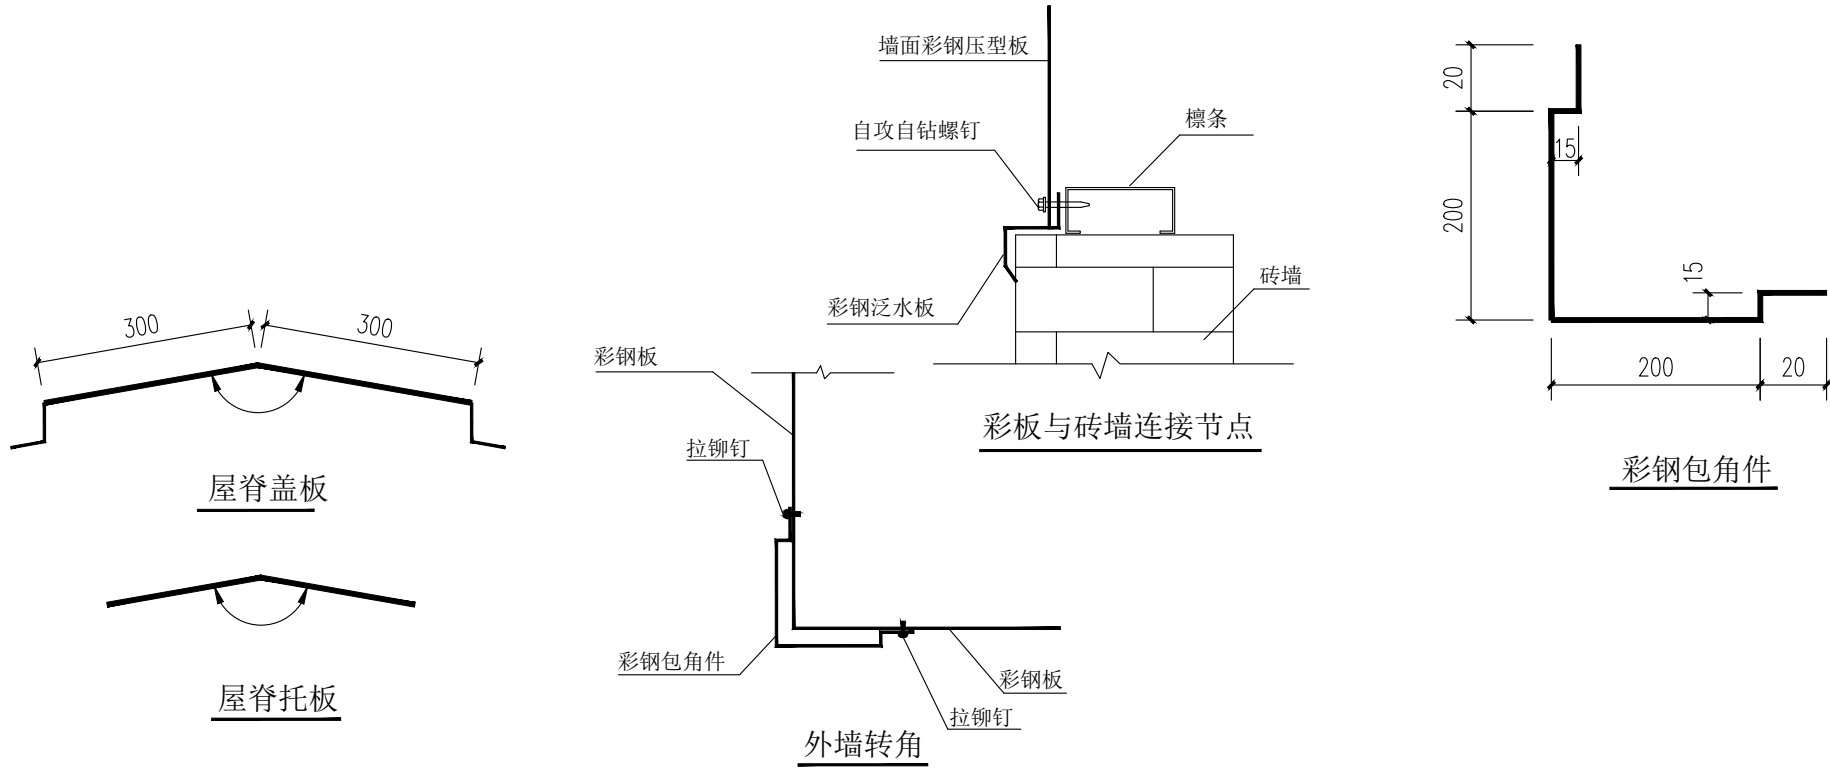 墙面彩钢压型板
自攻自钻螺钉
檩条
彩钢泛水板
砖墙
彩板与砖墙连接节点
20
15
200
15
200
20
彩钢包角件
300
300
屋脊盖板
屋脊托板
彩钢板
拉铆钉
彩钢包角件
彩钢板
拉铆钉
外墙转角